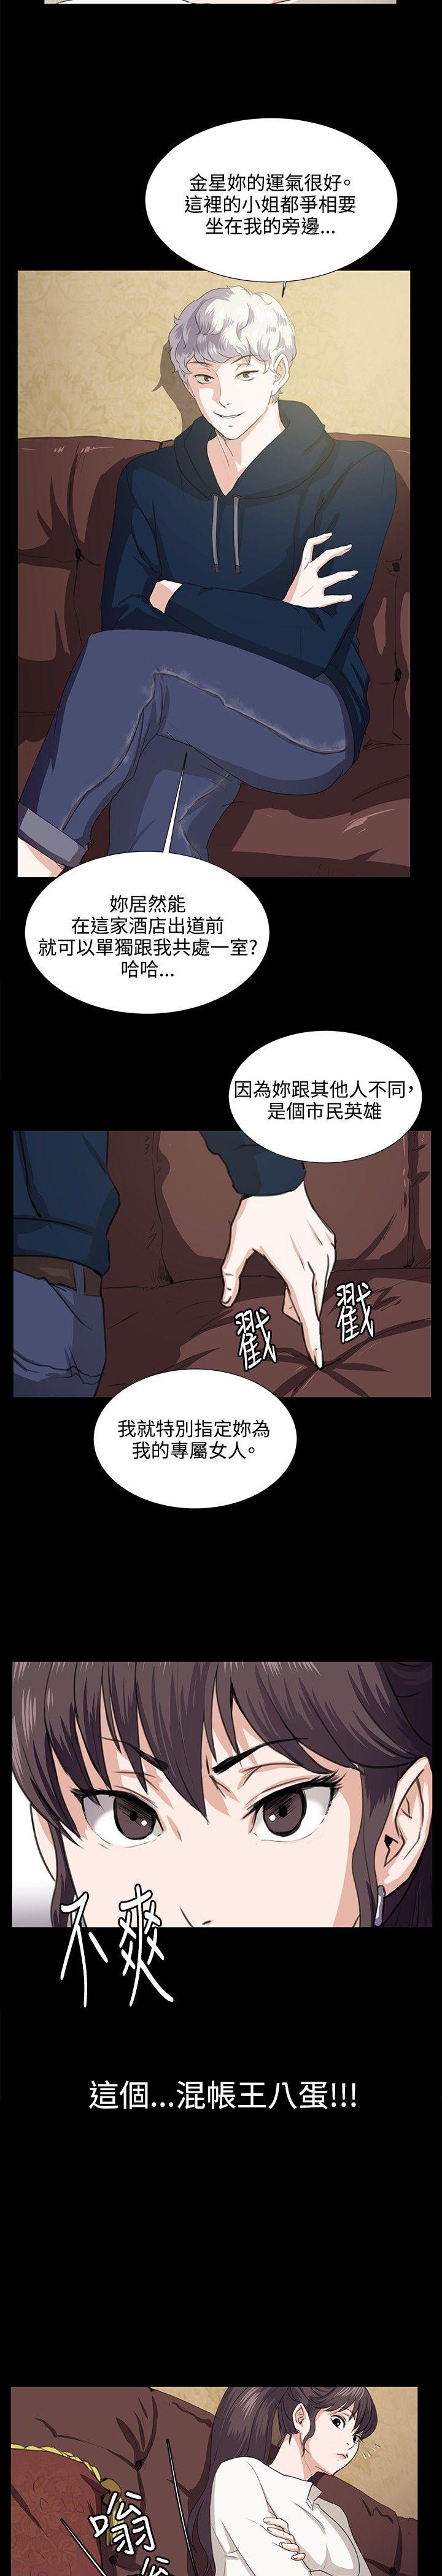 金星妳的運氣很好。
這裡的小姐都爭相要
坐在我的旁邊...
妳居然能
在這家酒店出道前
就可以單獨跟我共處一室?
哈哈...
因為妳跟其他人不同,
是個市民英雄
戳
戳
我就特別指定妳為
我的專屬女人。
不爽
這個...混帳王八蛋!!!
嗡